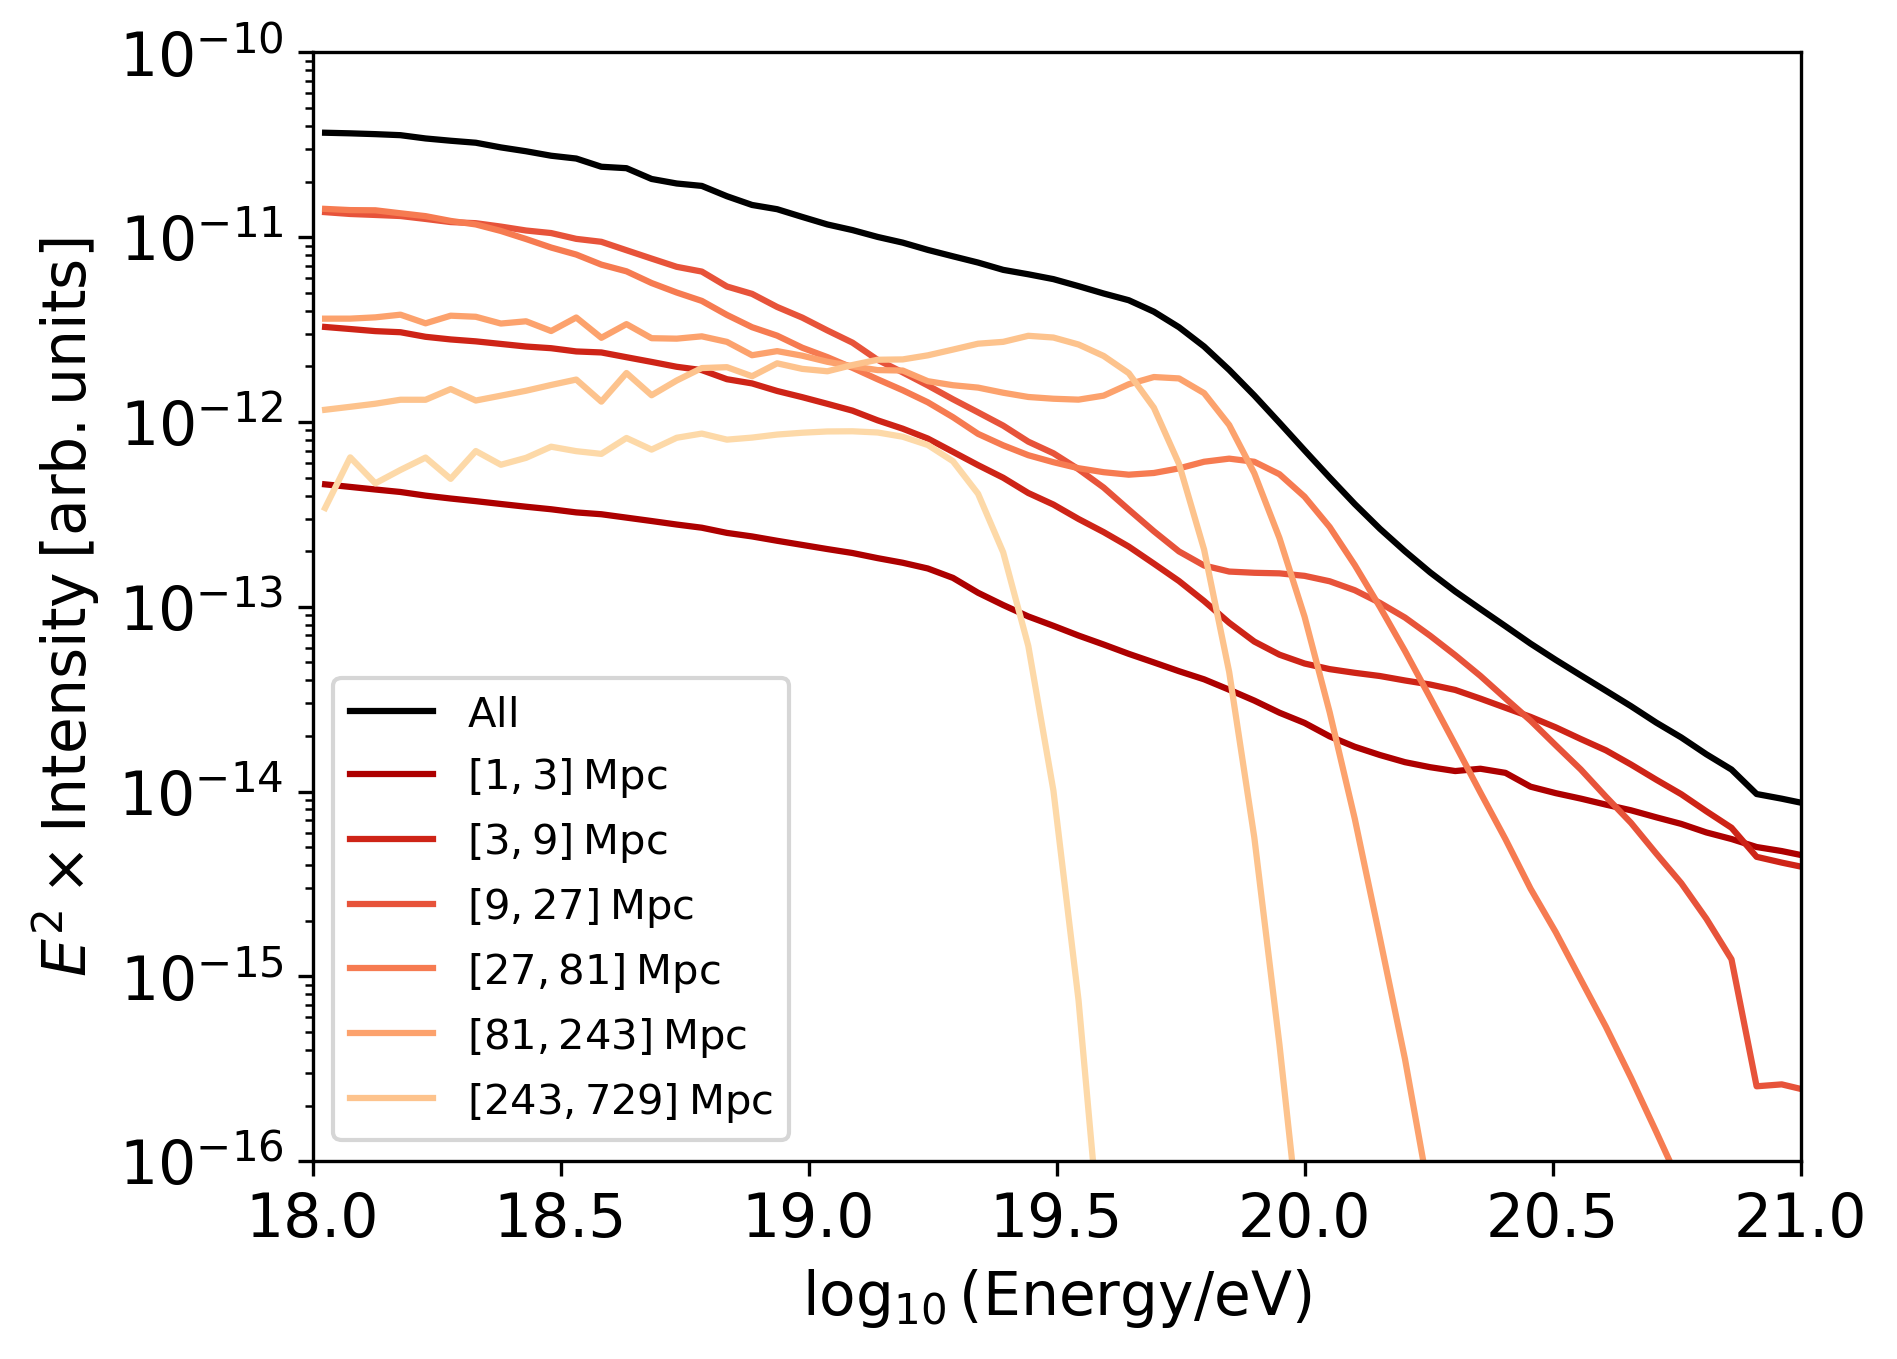 10⁻¹⁰
10⁻¹¹
10⁻¹²
10⁻¹³
10⁻¹⁴
10⁻¹⁵
10⁻¹⁶
E² × Intensity [arb. units]
All
[1, 3] Mpc
[3, 9] Mpc
[9, 27] Mpc
[27, 81] Mpc
[81, 243] Mpc
[243, 729] Mpc
18.0 18.5 19.0 19.5 20.0 20.5 21.0
log₁₀ (Energy/eV)